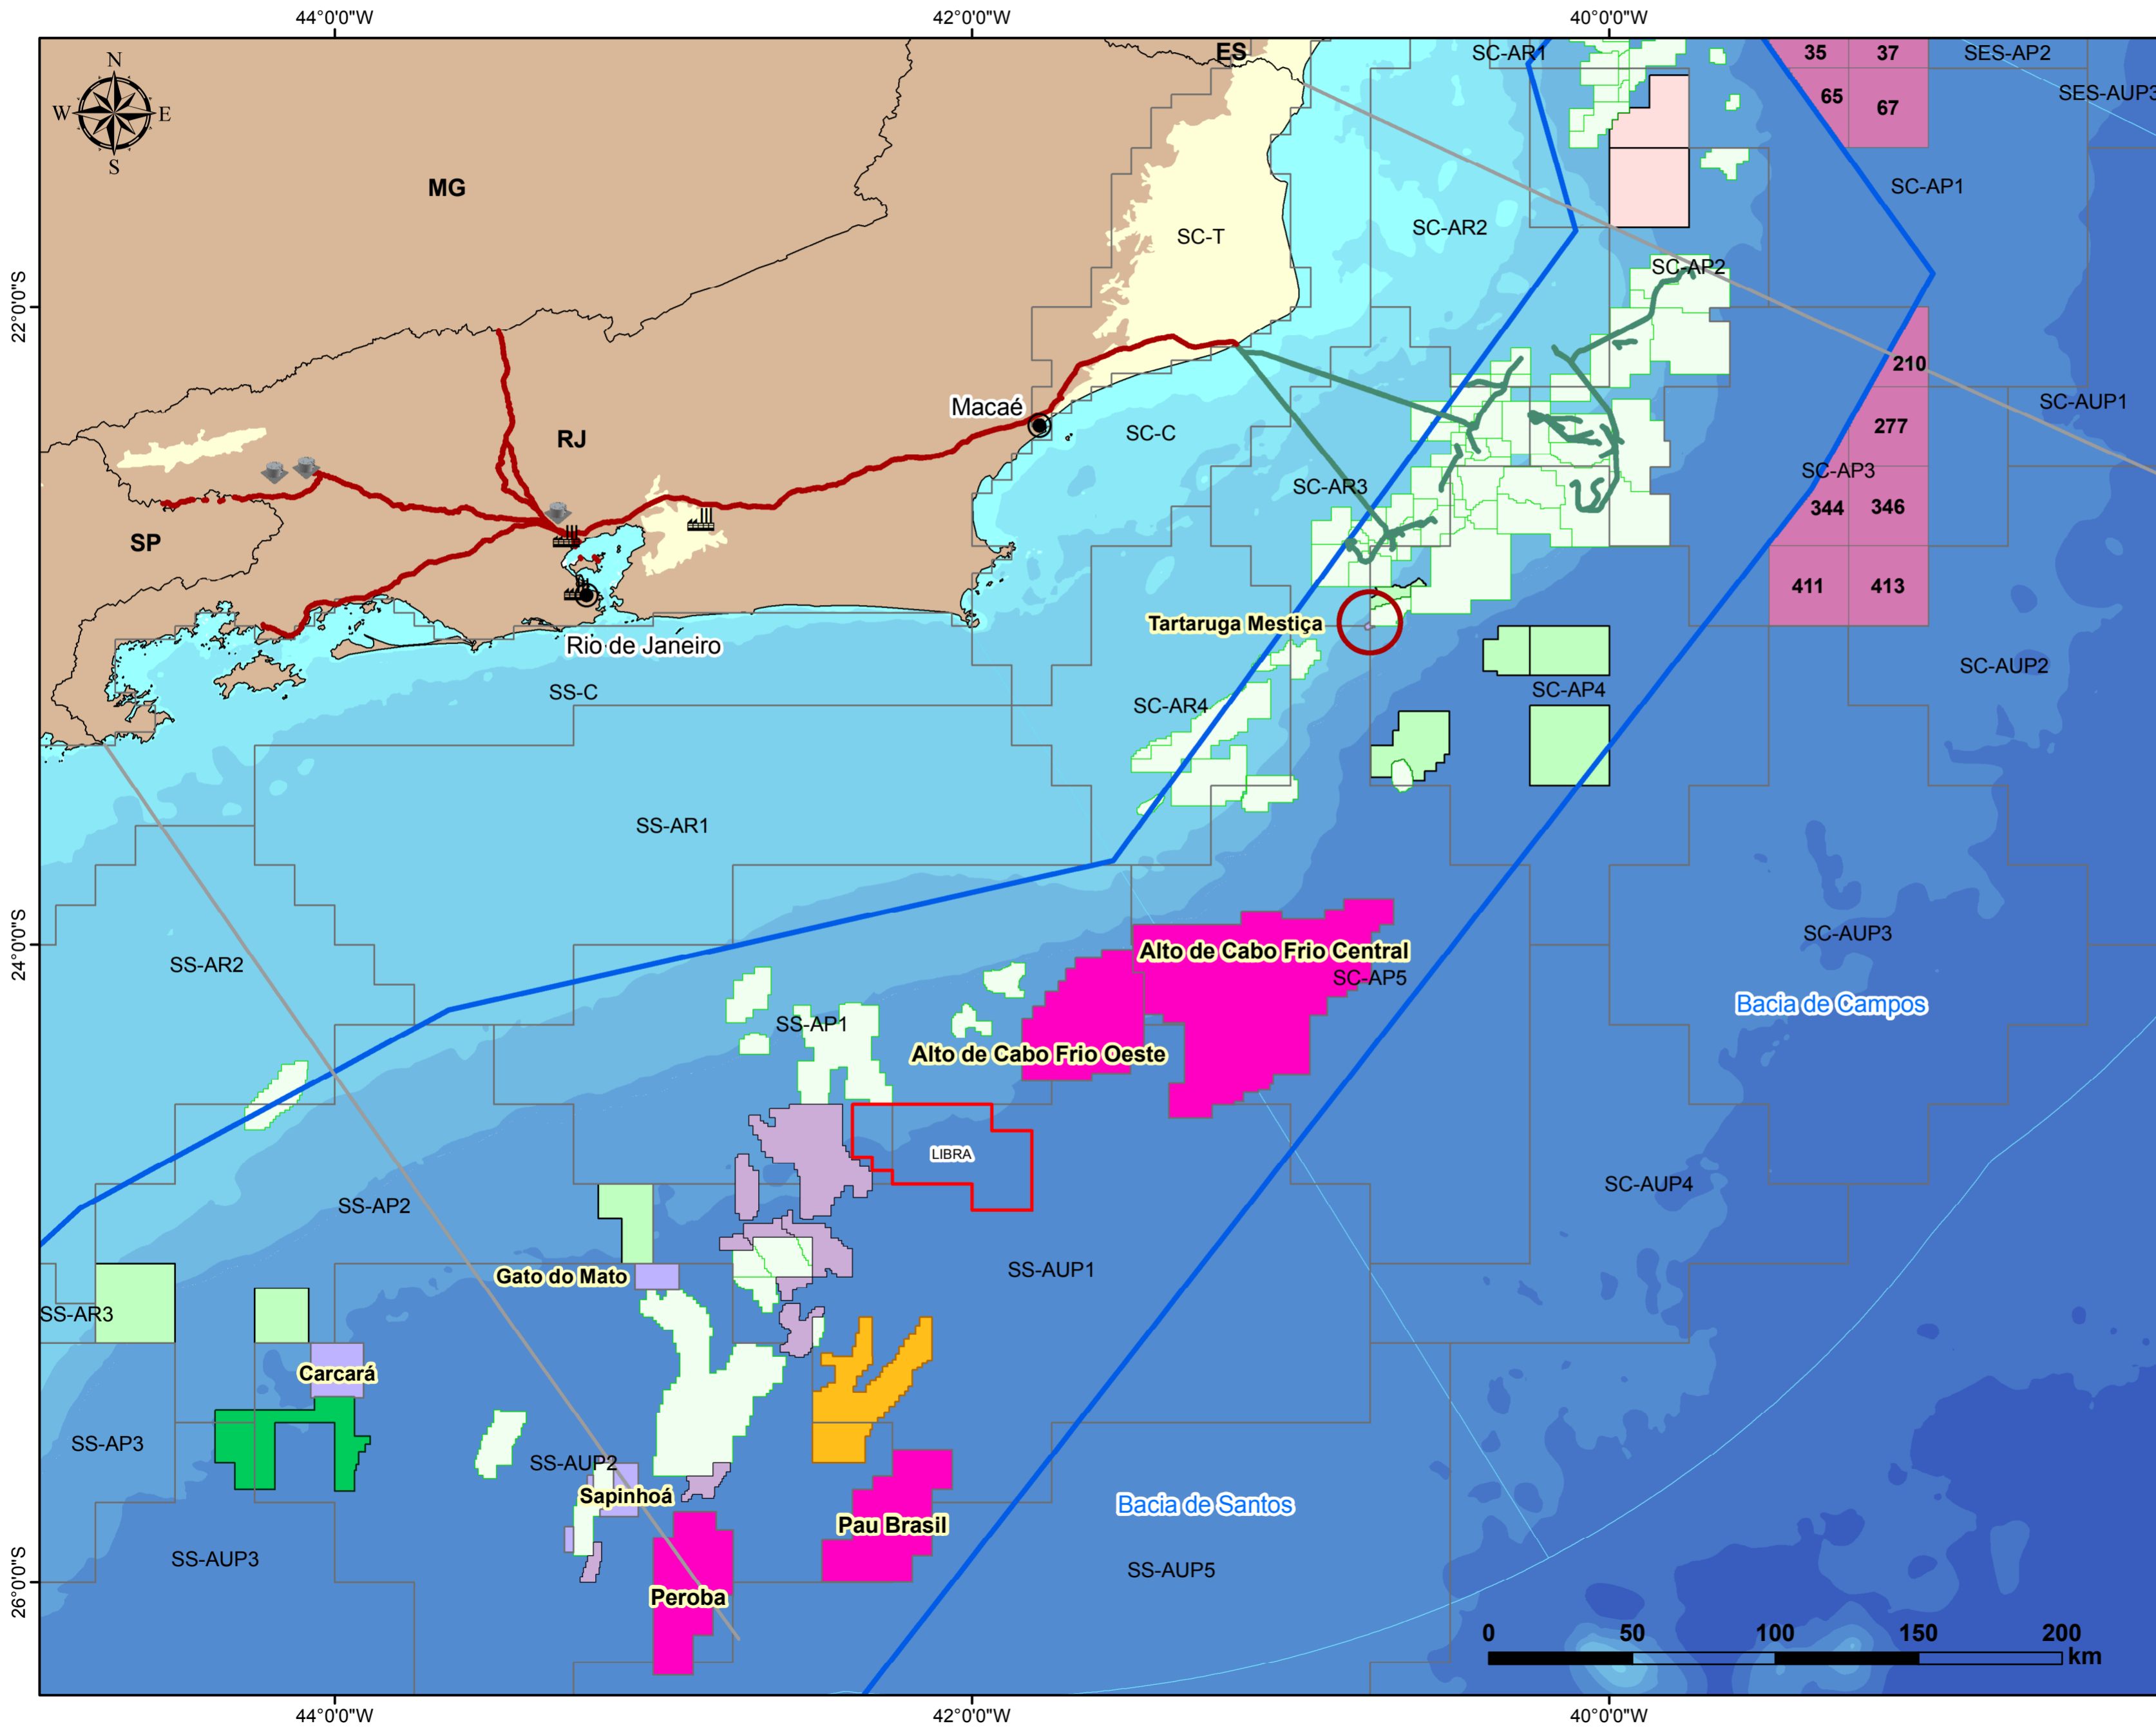 44°0'0"W
42°0'0"W
40°0'0"W
N
W
E
S
ES
SC-AR1
35
37
SES-AP2
65
67
SES-AUP3
MG
SC-AP1
SC-T
SC-AR2
SC-AP2
22°0'0"S
22°0'0"S
210
Macaé
SC-AUP1
RJ
SC-C
277
SC-AP3
SC-AR3
344
346
SP
411
413
Tartaruga Mestiça
Rio de Janeiro
SC-AUP2
SS-C
SC-AP4
SC-AR4
SS-AR1
SC-AUP3
24°0'0"S
Alto de Cabo Frio Central
SS-AR2
SC-AP5
Bacia de Campos
SS-AP1
Alto de Cabo Frio Oeste
LIBRA
SC-AUP4
SS-AP2
SS-AUP1
Gato do Mato
SS-AR3
Carcará
SS-AP3
SS-AUP2
Sapinhoá
Bacia de Santos
Pau Brasil
SS-AUP3
SS-AUP5
26°0'0"S
Peroba
0
50
100
150
200
km
44°0'0"W
42°0'0"W
40°0'0"W